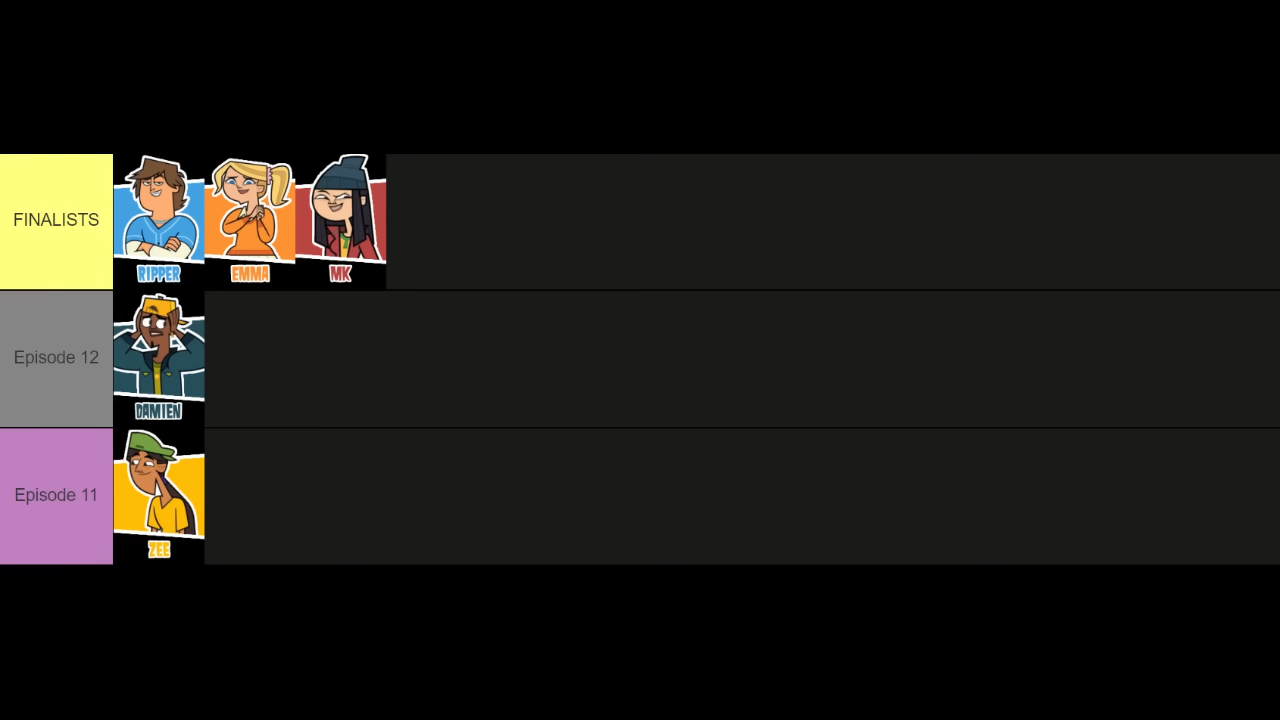 FINALISTS
RIPPER EMMA MK
Episode 12
DAMIEN
Episode 11
ZEE